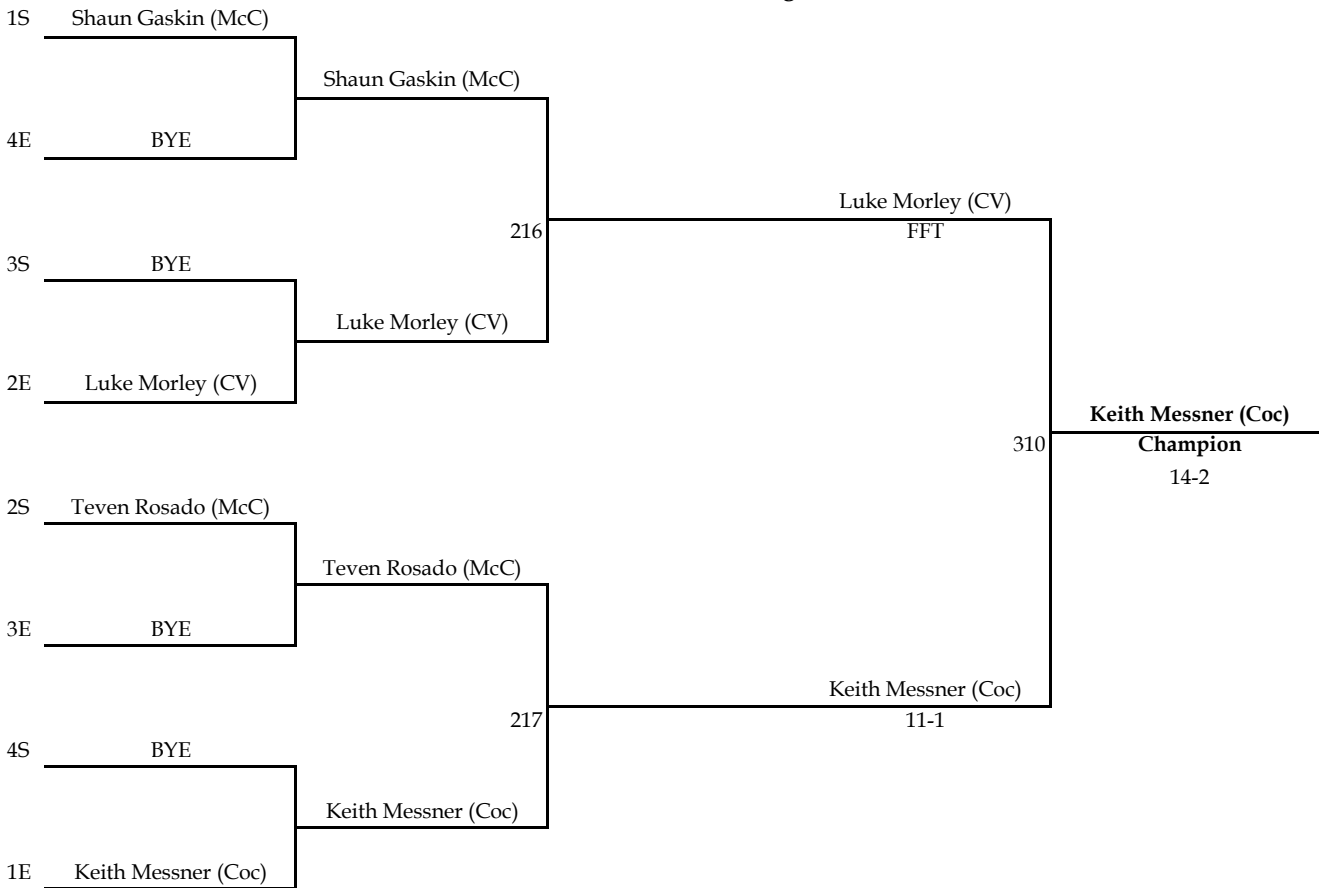 1S Shaun Gaskin (McC)
Shaun Gaskin (McC)
4E BYE
Luke Morley (CV)
216 FFT
3S BYE
Luke Morley (CV)
2E Luke Morley (CV)
Keith Messner (Coc)
310 Champion
14-2
2S Teven Rosado (McC)
Teven Rosado (McC)
3E BYE
Keith Messner (Coc)
217 11-1
4S BYE
Keith Messner (Coc)
1E Keith Messner (Coc)